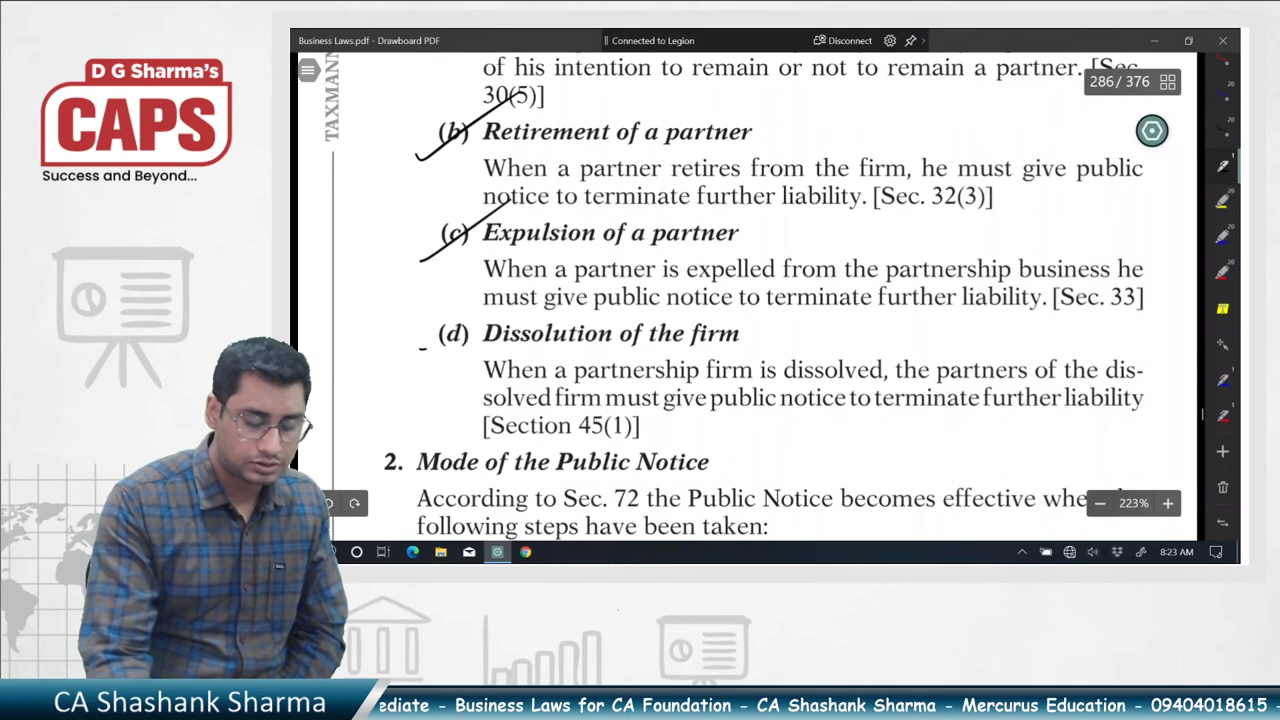 D G Sharma's
CAPS
Success and Beyond...
Business Laws.pdf - Drawboard PDF
Connected to Legion
Disconnect
286 / 376
TAXMANN
of his intention to remain or not to remain a partner. [Sec.
30(5)]
(b) Retirement of a partner
When a partner retires from the firm, he must give public
notice to terminate further liability. [Sec. 32(3)]
(c) Expulsion of a partner
When a partner is expelled from the partnership business he
must give public notice to terminate further liability. [Sec. 33]
(d) Dissolution of the firm
When a partnership firm is dissolved, the partners of the dis-
solved firm must give public notice to terminate further liability
[Section 45(1)]
2. Mode of the Public Notice
According to Sec. 72 the Public Notice becomes effective
following steps have been taken:
223%
8:23 AM
CA Shashank Sharma
ediate - Business Laws for CA Foundation - CA Shashank Sharma - Mercurus Education - 09404018615 -